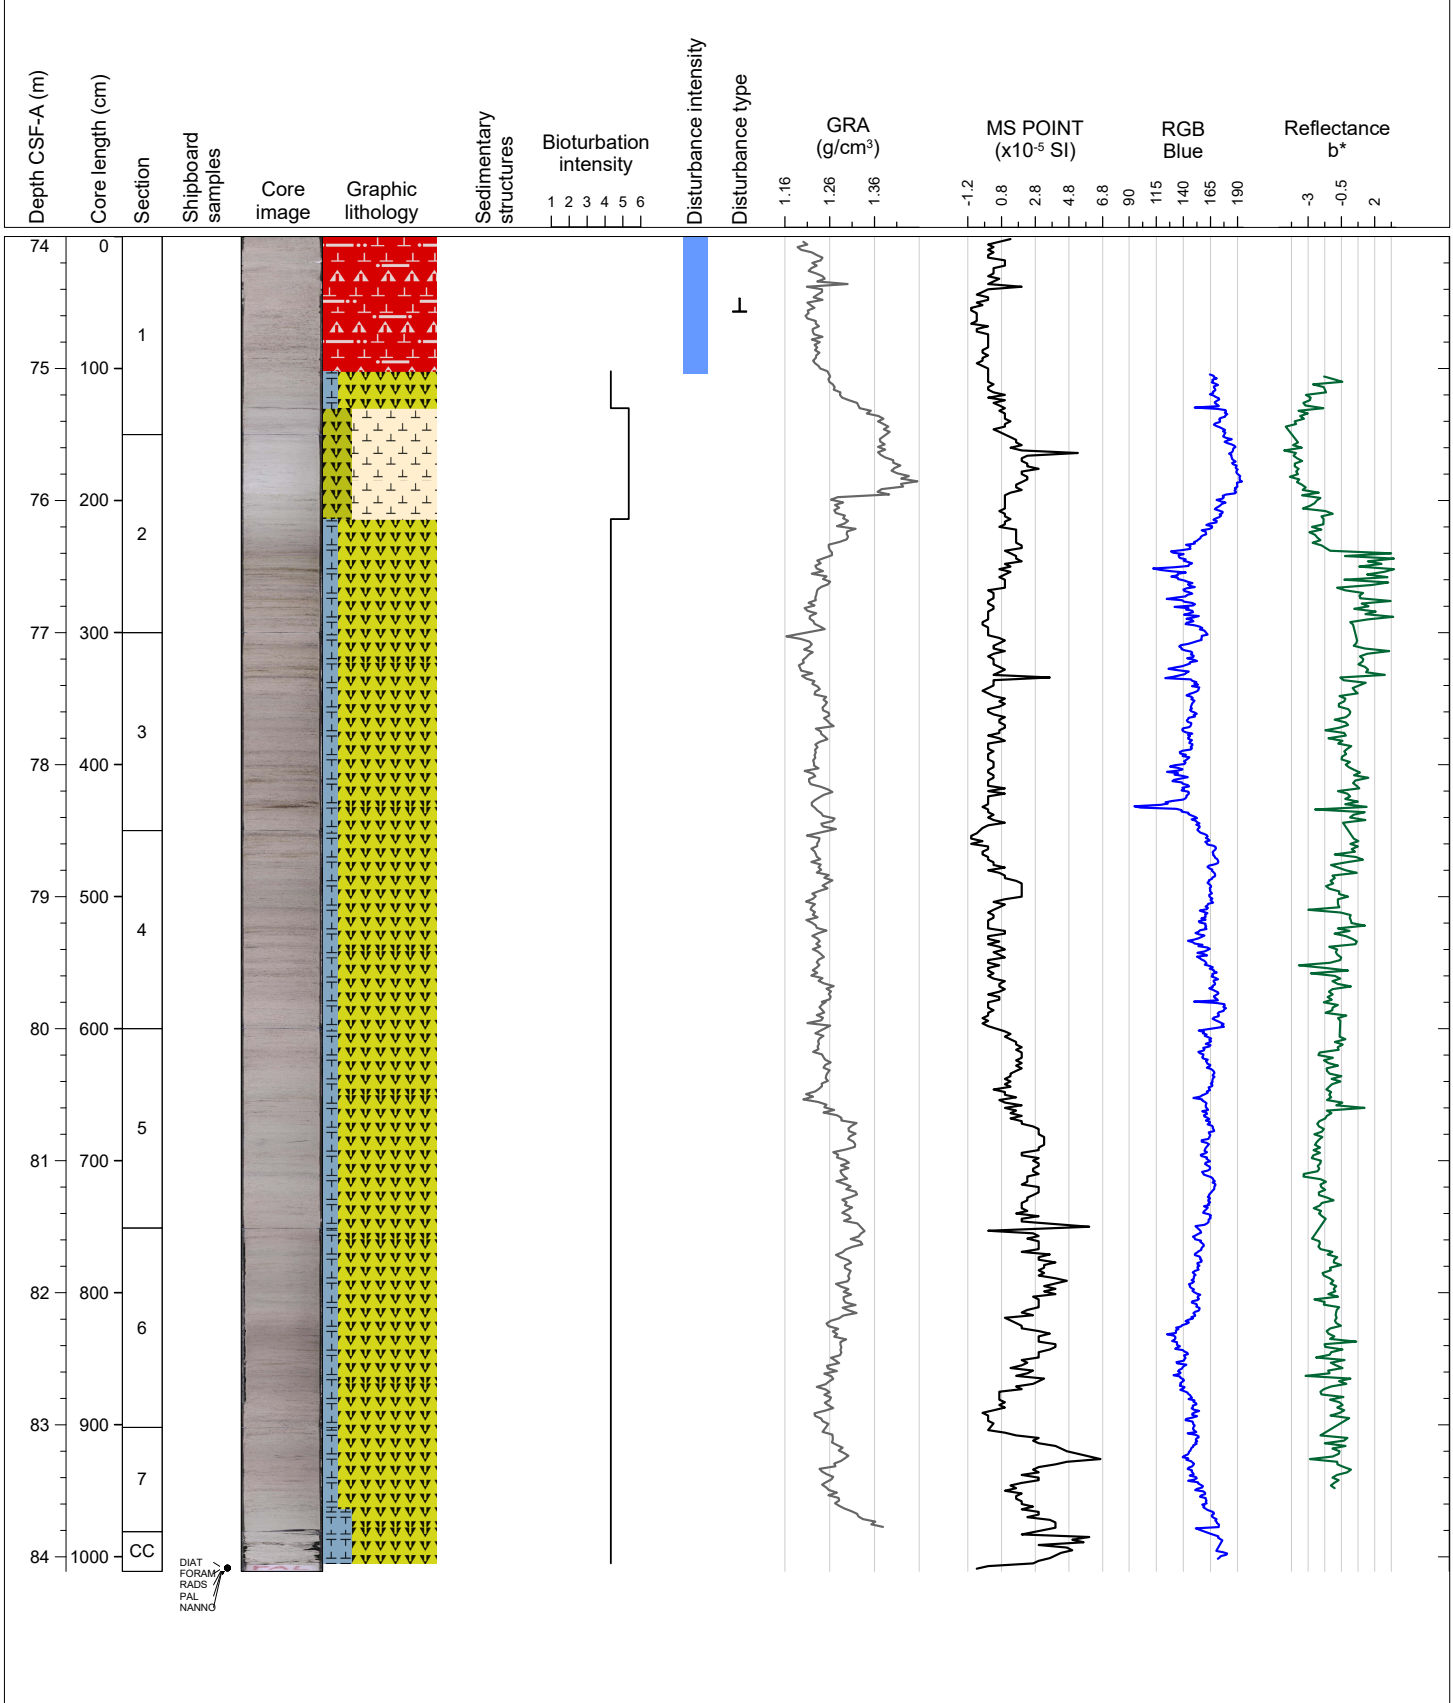 Depth CSF-A (m)
Core length (cm)
Section
Shipboard
samples
Core
image
Graphic
lithology
Sedimentary
structures
Bioturbation
intensity
1 2 3 4 5 6
Disturbance intensity
Disturbance type
GRA
(g/cm³)
1.16 1.26 1.36
MS POINT
(x10⁻⁵ SI)
-1.2 0.8 2.8 4.8 6.8
RGB
Blue
90 115 140 165 190
Reflectance
b*
-3 -0.5 2
74 0
1
75 100
76 200
2
77 300
3
78 400
79 500
4
80 600
5
81 700
82 800
6
83 900
7
CC
84 1000
DIAT
FORAM
RADS
PAL
NANNO